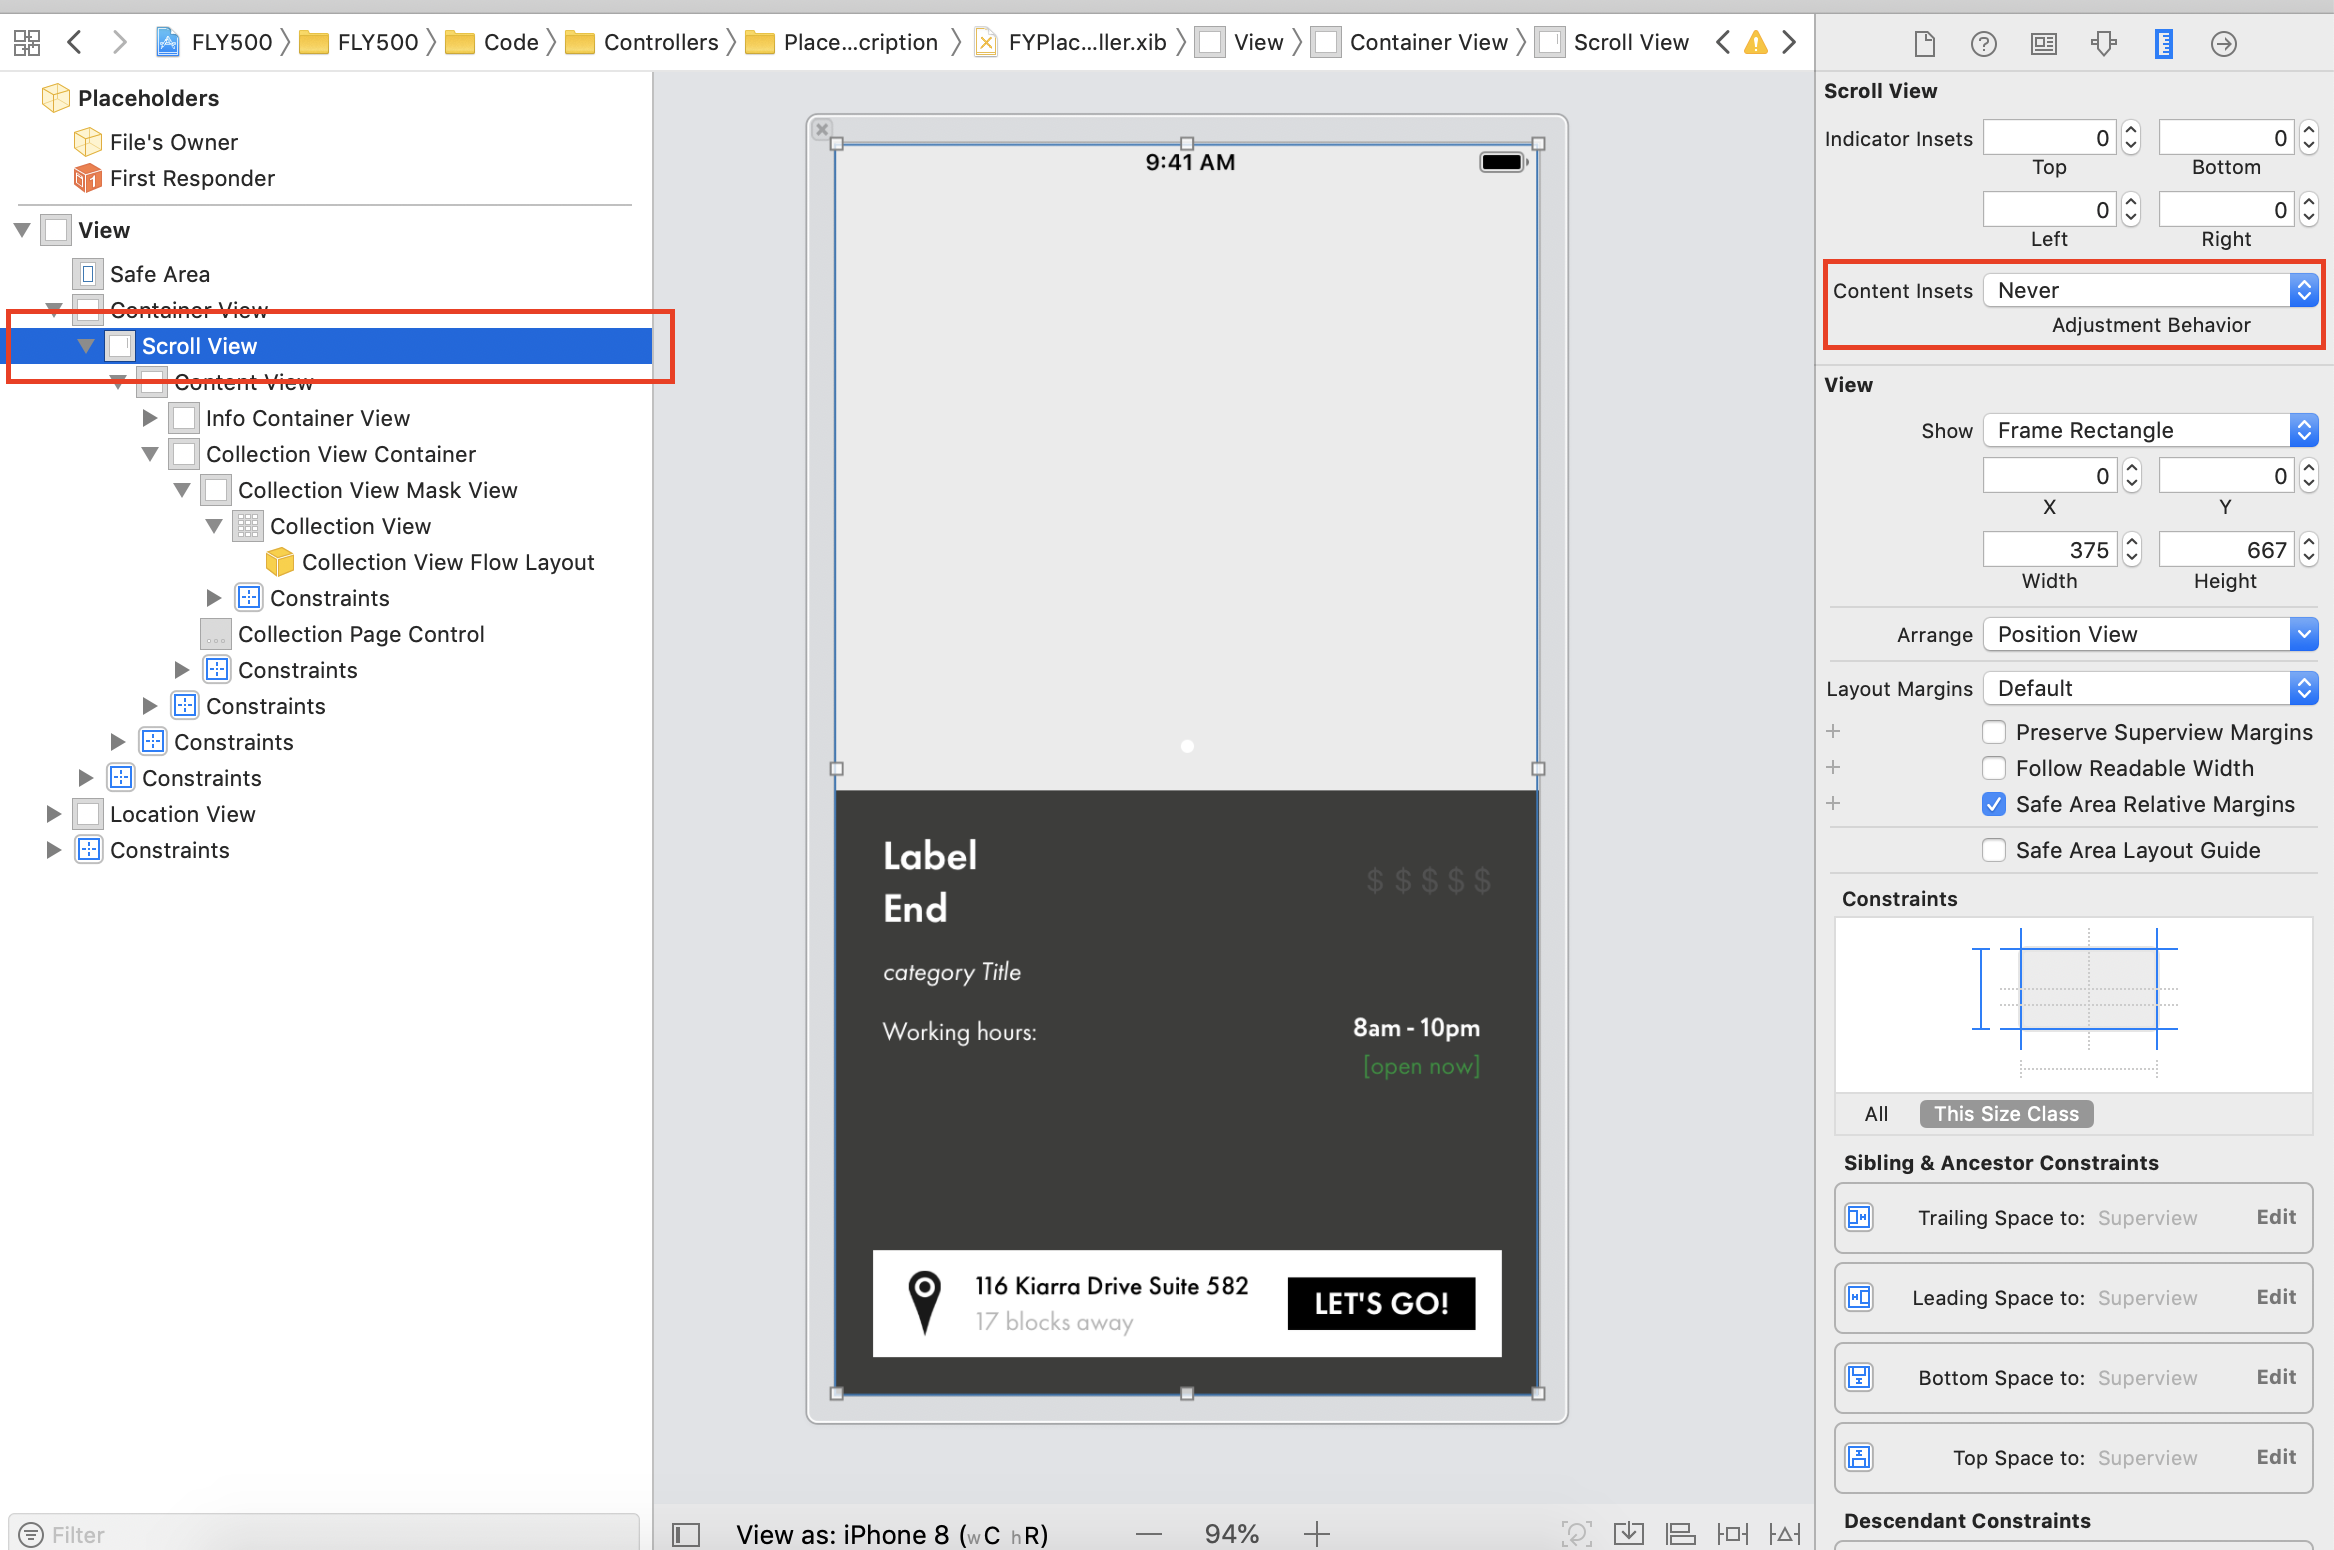 FLY500 FLY500 Code Controllers Place...cription FYPlac...ller.xib View Container View Scroll View
Placeholders
File's Owner
First Responder
View
Safe Area
Container View
Scroll View
Content View
Info Container View
Collection View Container
Collection View Mask View
Collection View
Collection View Flow Layout
Constraints
Collection Page Control
Constraints
Constraints
Constraints
Constraints
Location View
Constraints
Filter
9:41 AM
Label
End
$ $ $ $ $
category Title
Working hours:
8am - 10pm
[open now]
116 Kiarra Drive Suite 582
17 blocks away
LET'S GO!
View as: iPhone 8 (wC hR)
94%
Scroll View
Indicator Insets 0 0
Top Bottom
0 0
Left Right
Content Insets Never
Adjustment Behavior
View
Show Frame Rectangle
0 0
X Y
375 667
Width Height
Arrange Position View
Layout Margins Default
Preserve Superview Margins
Follow Readable Width
Safe Area Relative Margins
Safe Area Layout Guide
Constraints
All This Size Class
Sibling & Ancestor Constraints
Trailing Space to: Superview Edit
Leading Space to: Superview Edit
Bottom Space to: Superview Edit
Top Space to: Superview Edit
Descendant Constraints